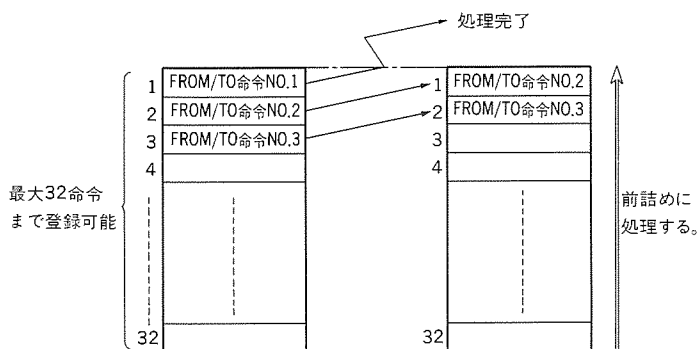 処理完了
1 FROM/TO命令NO.1
2 FROM/TO命令NO.2
3 FROM/TO命令NO.3
4
32
最大32命令
まで登録可能
1 FROM/TO命令NO.2
2 FROM/TO命令NO.3
3
4
32
前詰めに
処理する。